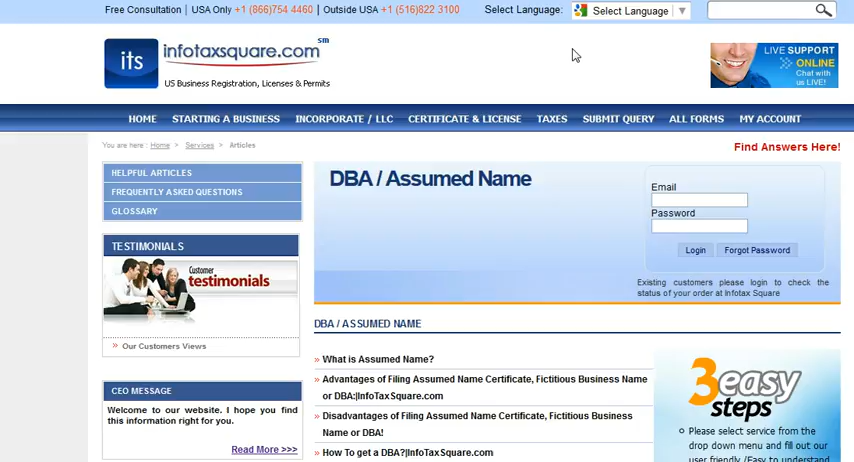 Free Consultation | USA Only +1 (866)754 4460 | Outside USA +1 (516)822 3100 Select Language: Select Language
its infotaxsquare.com sm
US Business Registration, Licenses & Permits
LIVE SUPPORT
ONLINE
Chat with
us LIVE!
HOME STARTING A BUSINESS INCORPORATE / LLC CERTIFICATE & LICENSE TAXES SUBMIT QUERY ALL FORMS MY ACCOUNT
You are here : Home > Services > Articles
Find Answers Here!
HELPFUL ARTICLES
FREQUENTLY ASKED QUESTIONS
GLOSSARY
TESTIMONIALS
Customer
testimonials
» Our Customers Views
CEO MESSAGE
Welcome to our website. I hope you find
this information right for you.
Read More >>>
DBA / Assumed Name
Email
Password
Login Forgot Password
Existing customers please login to check the
status of your order at Infotax Square
DBA / ASSUMED NAME
» What is Assumed Name?
» Advantages of Filing Assumed Name Certificate, Fictitious Business Name
or DBA:|InfoTaxSquare.com
» Disadvantages of Filing Assumed Name Certificate, Fictitious Business
Name or DBA!
» How To get a DBA?|InfoTaxSquare.com
3 easy
steps
Please select service from the
drop down menu and fill out our
user friendly /Easy to understand